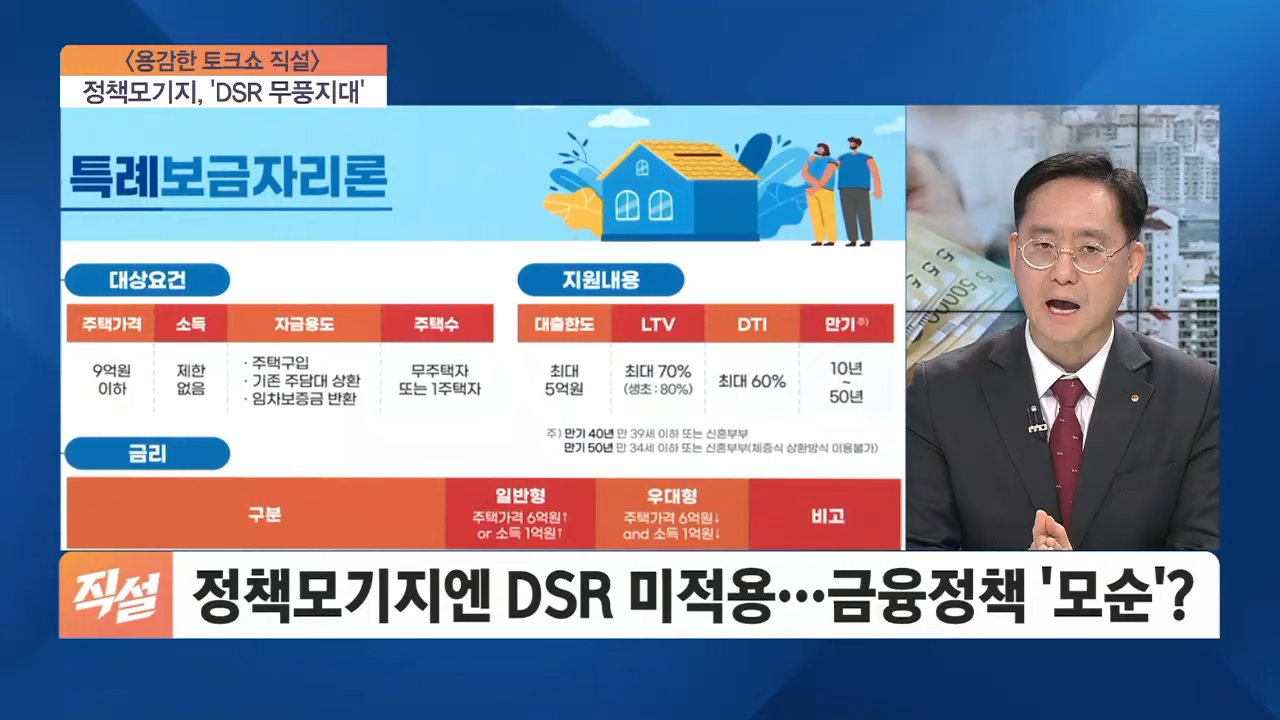 <용감한 토크쇼 직설>
정책모기지, 'DSR 무풍지대'
특례보금자리론
대상요건
주택가격 소득 자금용도 주택수
9억원 이하
제한 없음
· 주택구입
· 기존 주담대 상환
· 임차보증금 반환
무주택자
또는 1주택자
지원내용
대출한도 LTV DTI 만기 주)
최대 5억원
최대 70%
(생초 : 80%)
최대 60%
10년
~
50년
주) 만기 40년 만 39세 이하 또는 신혼부부
만기 50년 만 34세 이하 또는 신혼부부(체증식 상환방식 이용불가)
금리
구분
일반형
주택가격 6억원↑
or 소득 1억원↑
우대형
주택가격 6억원↓
and 소득 1억원↓
비고
직설
정책모기지엔 DSR 미적용…금융정책 '모순'?